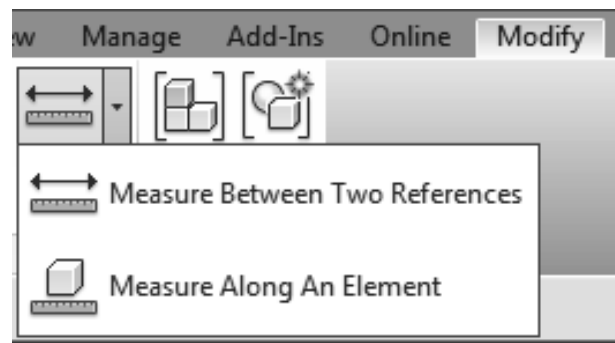 w Manage Add-Ins Online Modify
Measure Between Two References
Measure Along An Element